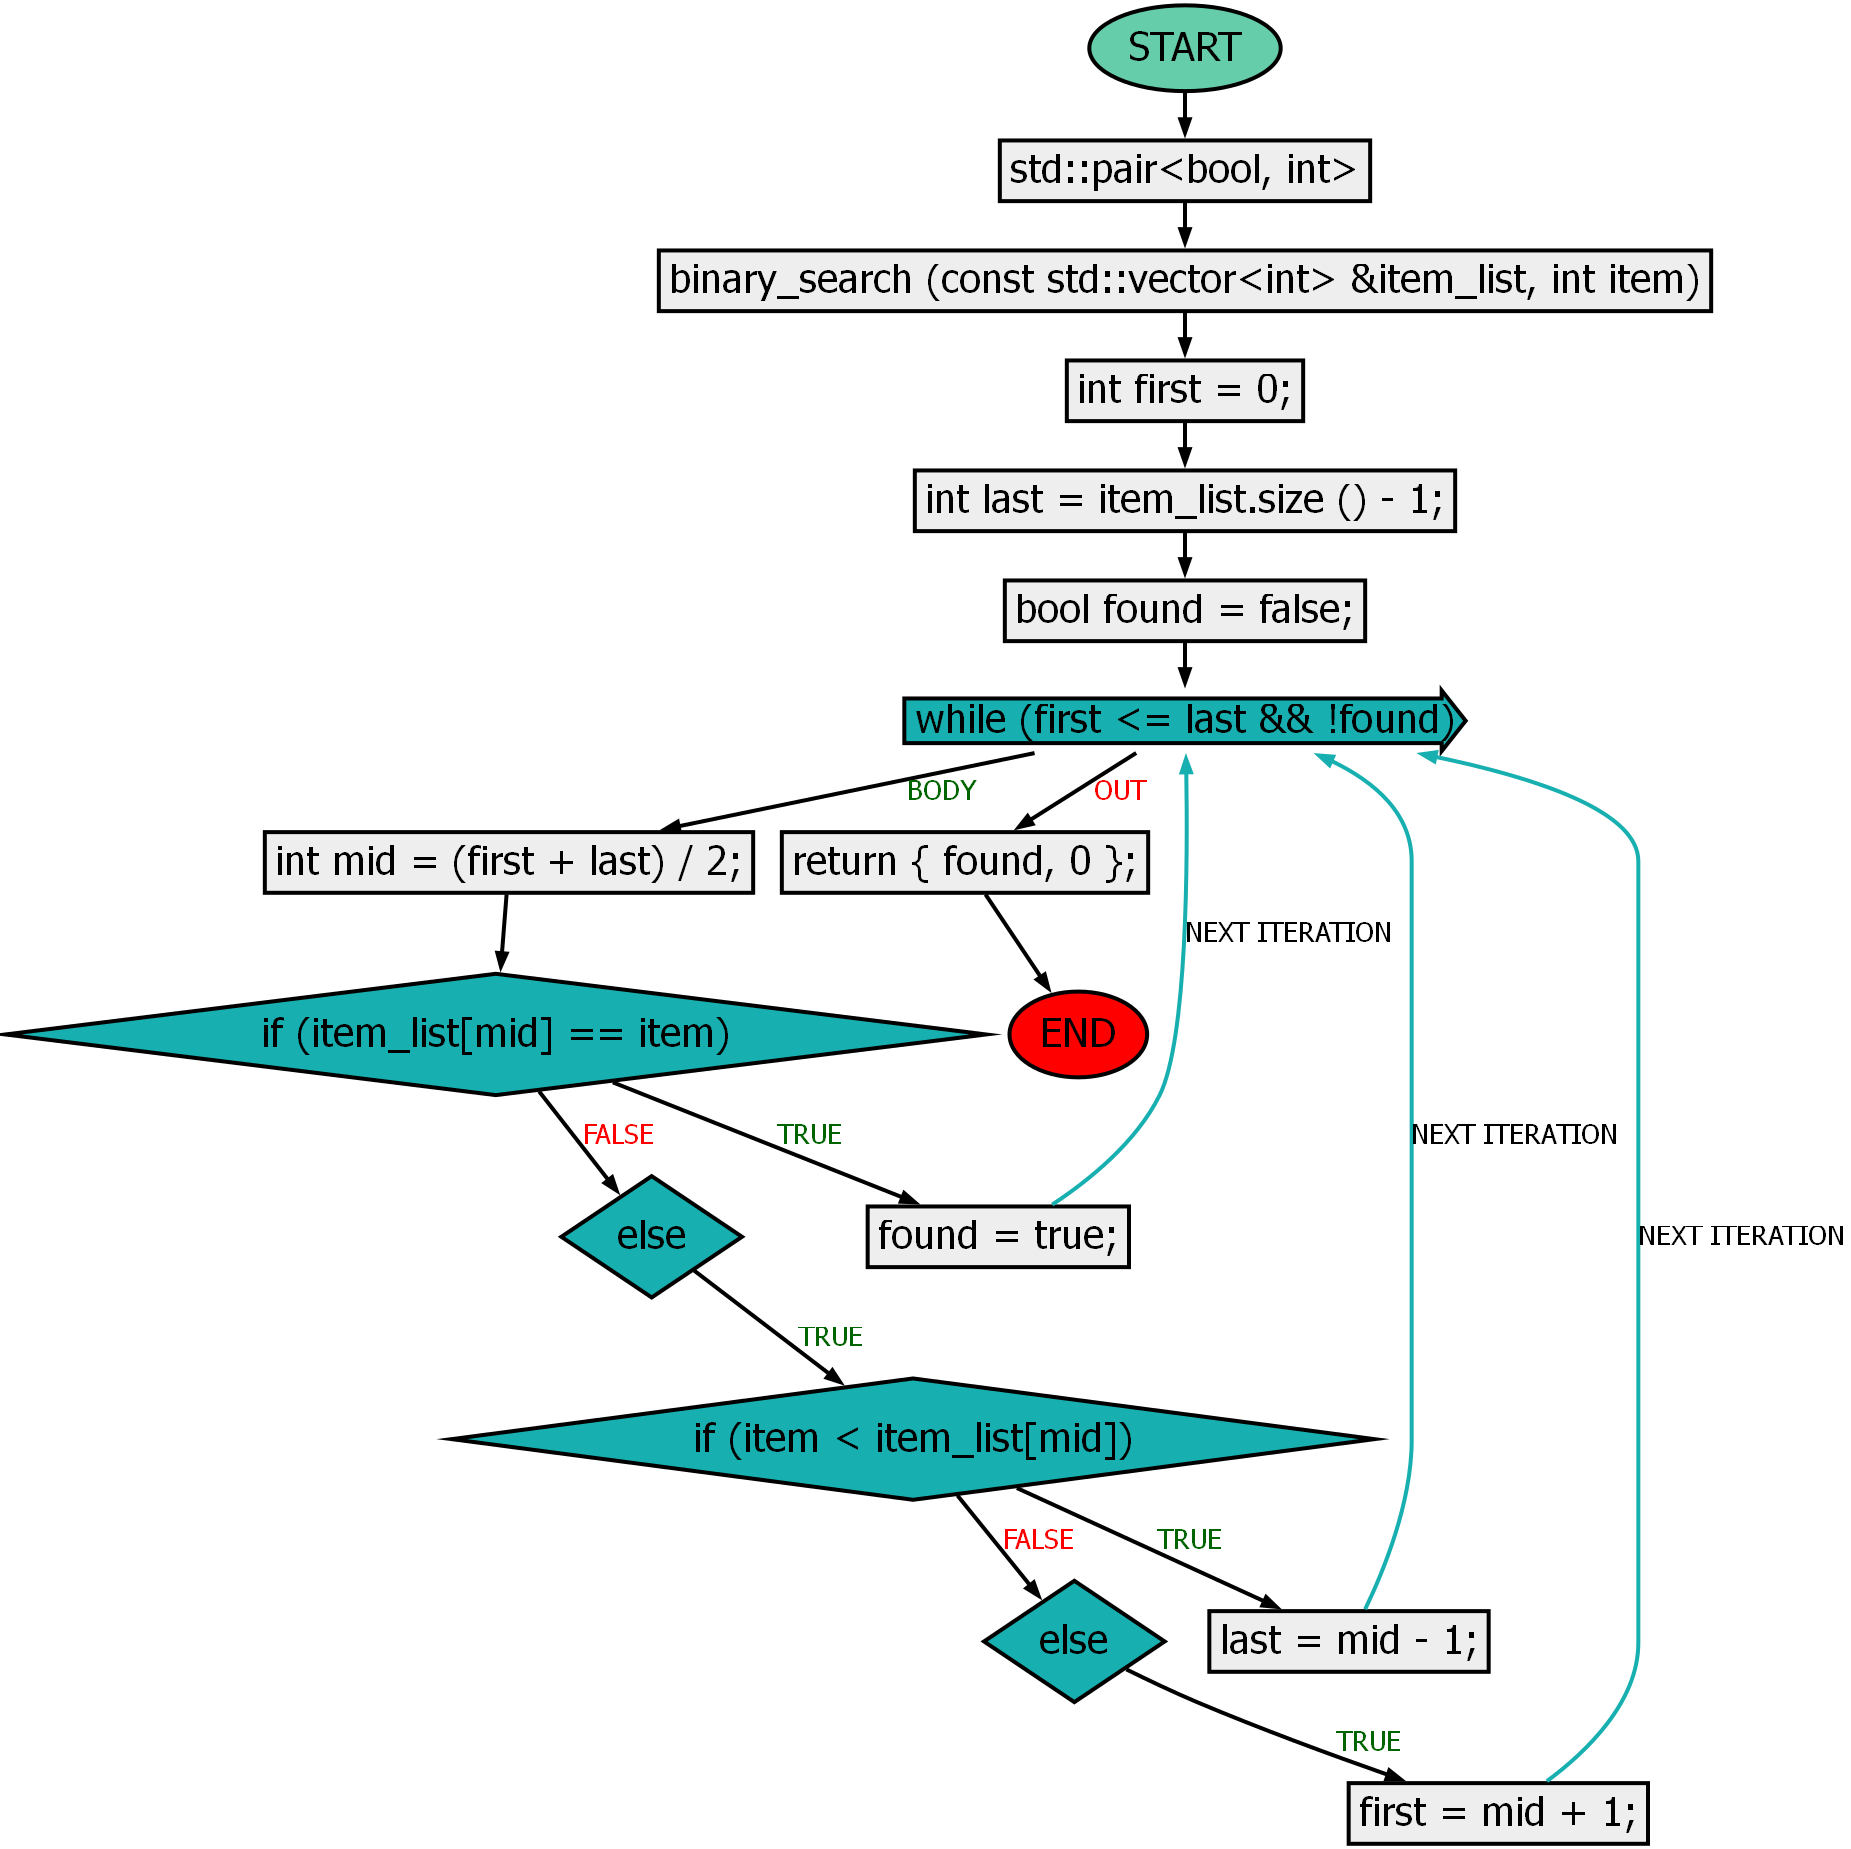 START
std::pair<bool, int>
binary_search (const std::vector<int> &item_list, int item)
int first = 0;
int last = item_list.size () - 1;
bool found = false;
while (first <= last && !found)
BODY
OUT
int mid = (first + last) / 2;
return { found, 0 };
NEXT ITERATION
if (item_list[mid] == item)
END
FALSE
TRUE
NEXT ITERATION
else
found = true;
NEXT ITERATION
TRUE
if (item < item_list[mid])
FALSE
TRUE
else
last = mid - 1;
TRUE
first = mid + 1;